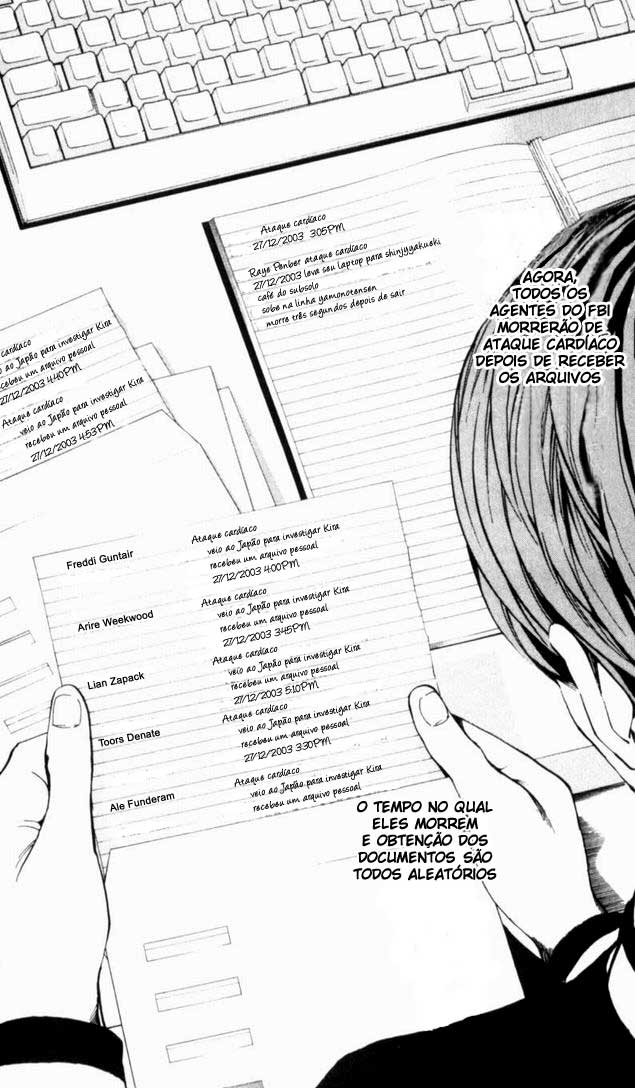 Ataque cardíaco
27/12/2003 3:05PM
Raye Penber ataque cardíaco
27/12/2003 leva seu laptop para shinjyyakueki
café do subsolo
sobe na linha yamonotensen
morre três segundos depois de sair
AGORA,
TODOS OS
AGENTES DO FBI
MORRERÃO DE
ATAQUE CARDÍACO
DEPOIS DE RECEBER
OS ARQUIVOS
cardíaco
ao Japão para investigar Kira
recebeu um arquivo pessoal
27/12/2003 4:40PM
Ataque cardíaco
veio ao Japão para investigar Kira
recebeu um arquivo pessoal
27/12/2003 4:53PM
Freddi Guntair
Ataque cardíaco
veio ao Japão para investigar Kira
recebeu um arquivo pessoal
27/12/2003 4:00PM
Arire Weekwood
Ataque cardíaco
veio ao Japão para investigar Kira
recebeu um arquivo pessoal
27/12/2003 3:45PM
Lian Zapack
Ataque cardíaco
veio ao Japão para investigar Kira
recebeu um arquivo pessoal
27/12/2003 5:10PM
Toors Denate
Ataque cardíaco
veio ao Japão para investigar Kira
recebeu um arquivo pessoal
27/12/2003 3:30PM
Ale Funderam
Ataque cardíaco
veio ao Japão para investigar Kira
recebeu um arquivo pessoal
O TEMPO NO QUAL
ELES MORREM
E OBTENÇÃO DOS
DOCUMENTOS SÃO
TODOS ALEATÓRIOS